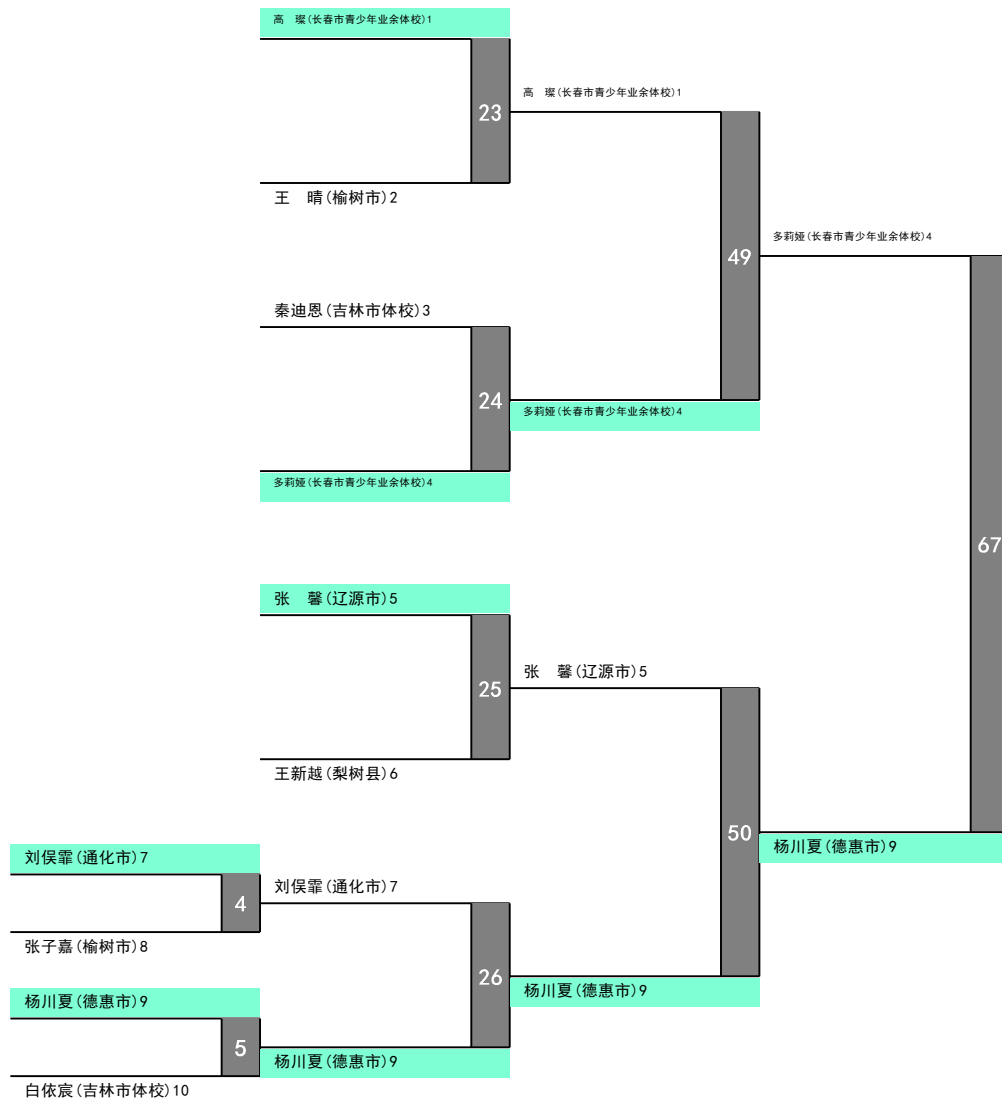 高　璨(长春市青少年业余体校)1
23
高　璨(长春市青少年业余体校)1
王　晴(榆树市)2
49
多莉娅(长春市青少年业余体校)4
秦迪恩(吉林市体校)3
24
多莉娅(长春市青少年业余体校)4
多莉娅(长春市青少年业余体校)4
67
张　馨(辽源市)5
25
张　馨(辽源市)5
王新越(梨树县)6
50
杨川夏(德惠市)9
刘俣霏(通化市)7
4
刘俣霏(通化市)7
张子嘉(榆树市)8
26
杨川夏(德惠市)9
杨川夏(德惠市)9
5
杨川夏(德惠市)9
白依宸(吉林市体校)10